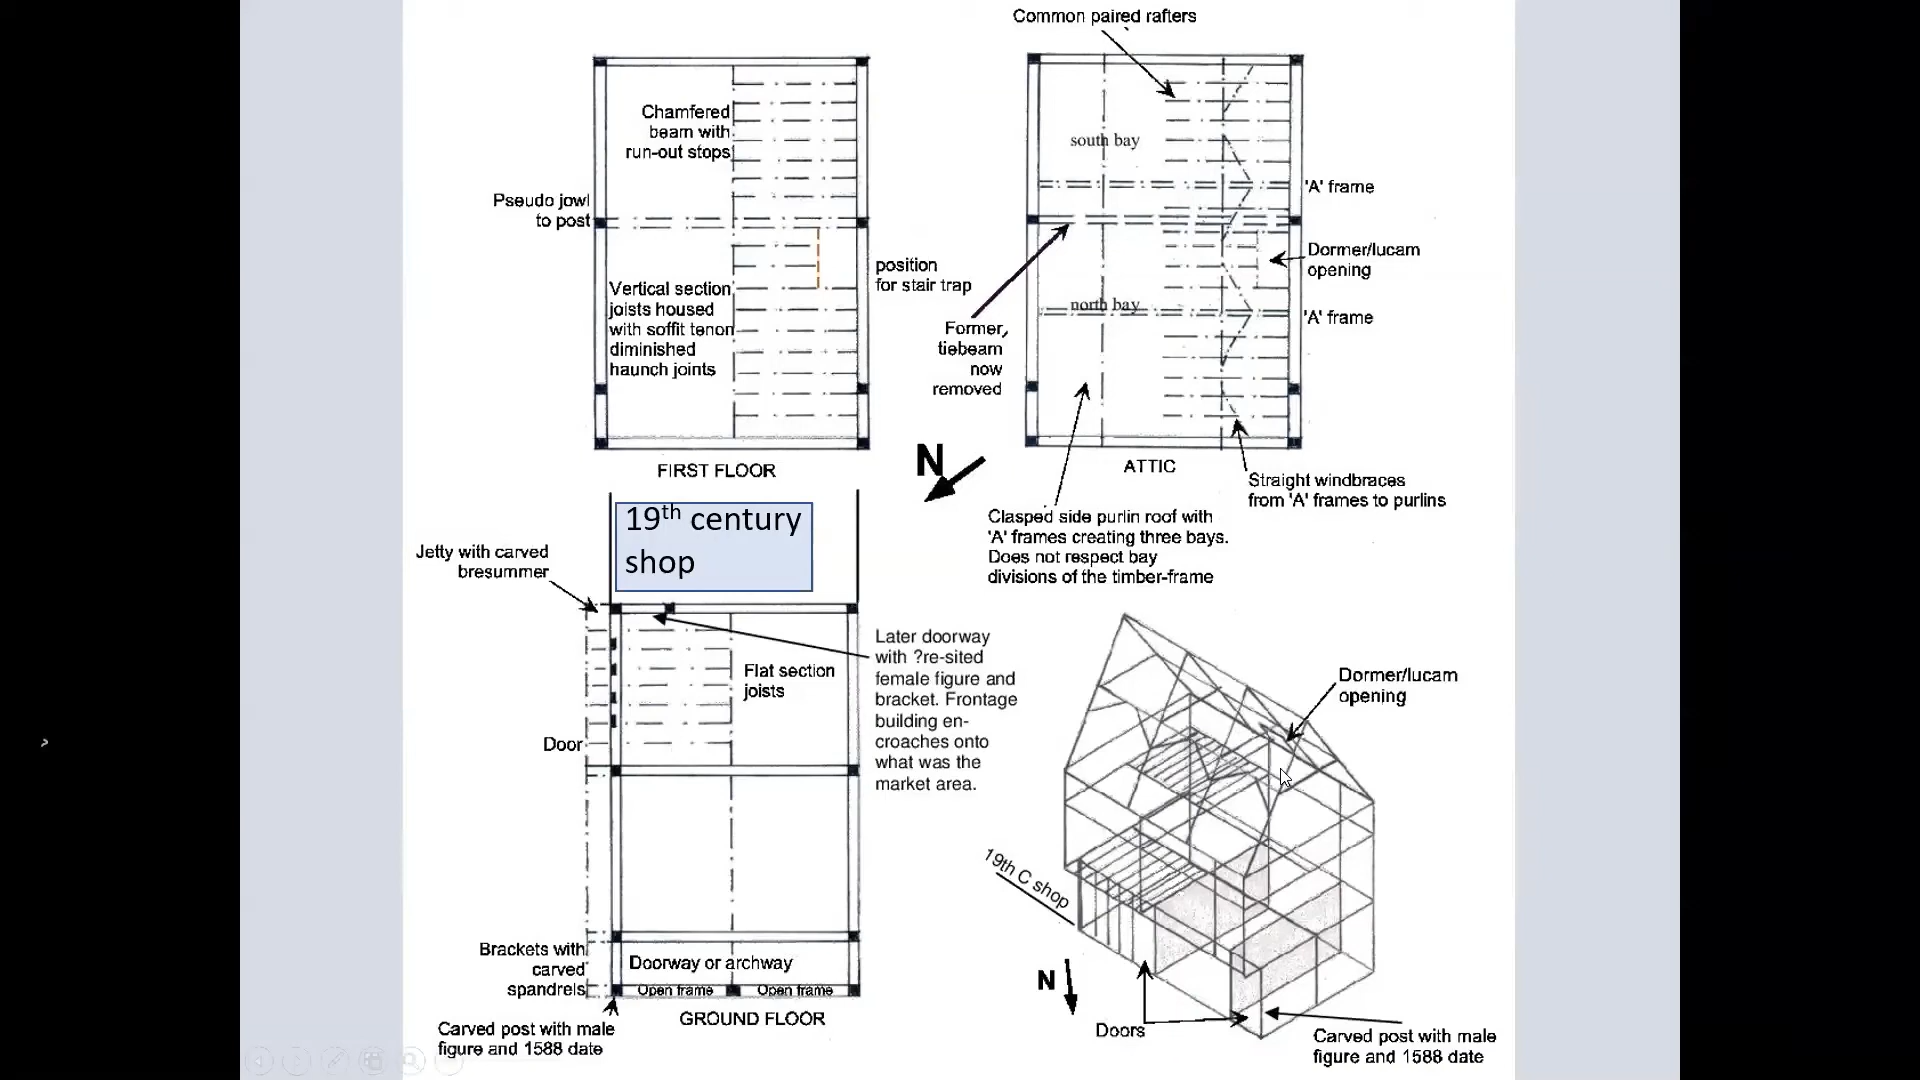 Common paired rafters
Chamfered
beam with
run-out stops
south bay
Pseudo jowl
to post
'A' frame
position
for stair trap
Dormer/lucam
opening
Vertical section
joists housed
with soffit tenon
diminished
haunch joints
north bay
'A' frame
Former
tiebeam
now
removed
FIRST FLOOR
N
ATTIC
Straight windbraces
from 'A' frames to purlins
Clasped side purlin roof with
'A' frames creating three bays.
Does not respect bay
divisions of the timber-frame
19th century
shop
Jetty with carved
bresummer
Flat section
joists
Later doorway
with ?re-sited
female figure and
bracket. Frontage
building en-
croaches onto
what was the
market area.
Door
Dormer/lucam
opening
19th C shop
Brackets with
carved
spandrels
Doorway or archway
Open frame
Open frame
GROUND FLOOR
Carved post with male
figure and 1588 date
N
Doors
Carved post with male
figure and 1588 date